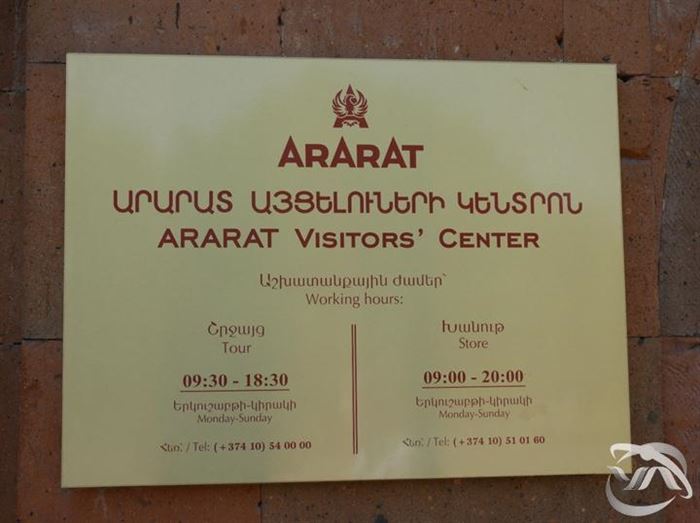 ARARAT
ԱՐԱՐԱՏ ԱՅՑԵԼՈՒՆԵՐԻ ԿԵՆՏՐՈՆ
ARARAT VISITORS' CENTER
Աշխատանքային ժամեր՝
Working hours:
Շրջայց
Tour
09:30 - 18:30
Երկուշաբթի-կիրակի
Monday-Sunday
Հեռ. / Tel: (+374 10) 54 00 00
Խանութ
Store
09:00 - 20:00
Երկուշաբթի-կիրակի
Monday-Sunday
Հեռ. / Tel: (+374 10) 51 01 60